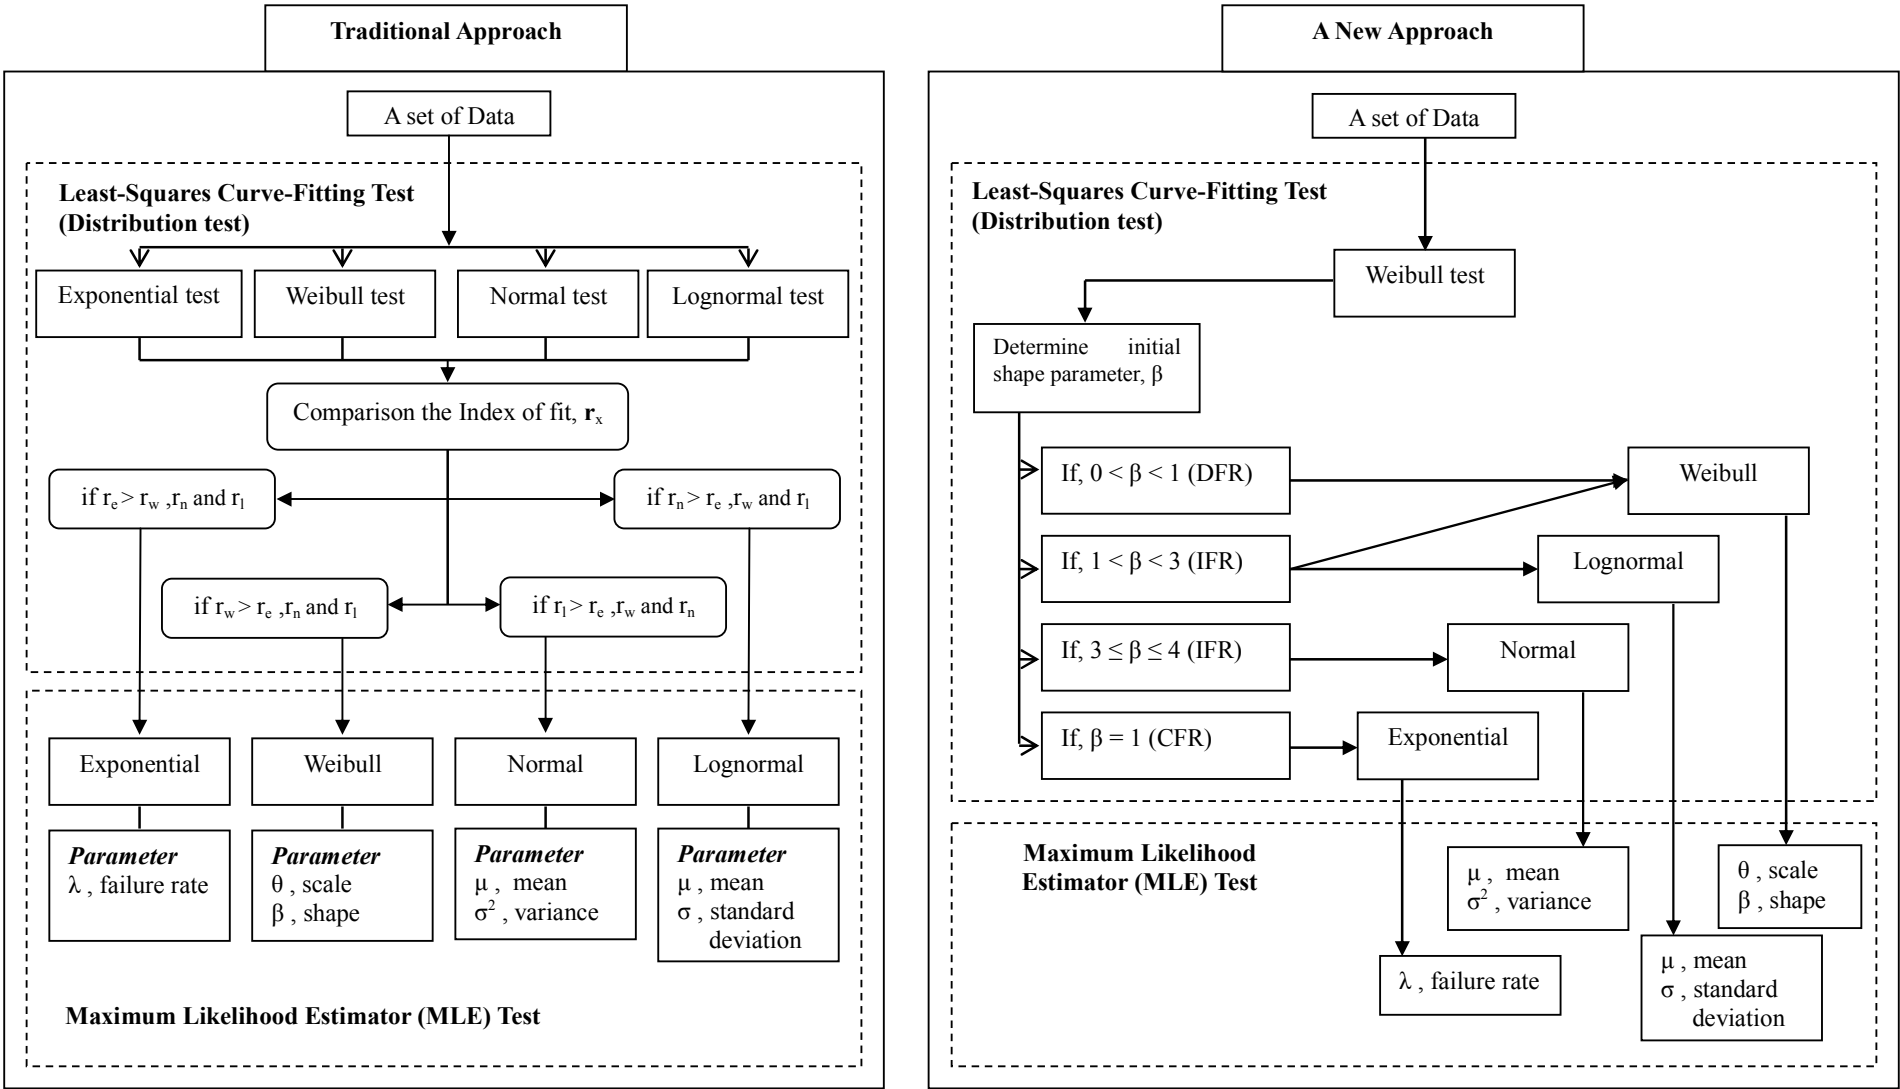 Traditional Approach
A set of Data
Least-Squares Curve-Fitting Test
(Distribution test)
Exponential test
Weibull test
Normal test
Lognormal test
Comparison the Index of fit, rₓ
if rₑ > r_w ,rₙ and rₗ
if rₙ > rₑ ,r_w and rₗ
if r_w > rₑ ,rₙ and rₗ
if rₗ > rₑ ,r_w and rₙ
Exponential
Weibull
Normal
Lognormal
Parameter
λ , failure rate
Parameter
θ , scale
β , shape
Parameter
μ , mean
σ² , variance
Parameter
μ , mean
σ , standard
deviation
Maximum Likelihood Estimator (MLE) Test
A New Approach
A set of Data
Least-Squares Curve-Fitting Test
(Distribution test)
Weibull test
Determine initial
shape parameter, β
If, 0 < β < 1 (DFR)
Weibull
If, 1 < β < 3 (IFR)
Lognormal
If, 3 ≤ β ≤ 4 (IFR)
Normal
If, β = 1 (CFR)
Exponential
Maximum Likelihood
Estimator (MLE) Test
μ , mean
σ² , variance
θ , scale
β , shape
λ , failure rate
μ , mean
σ , standard
deviation